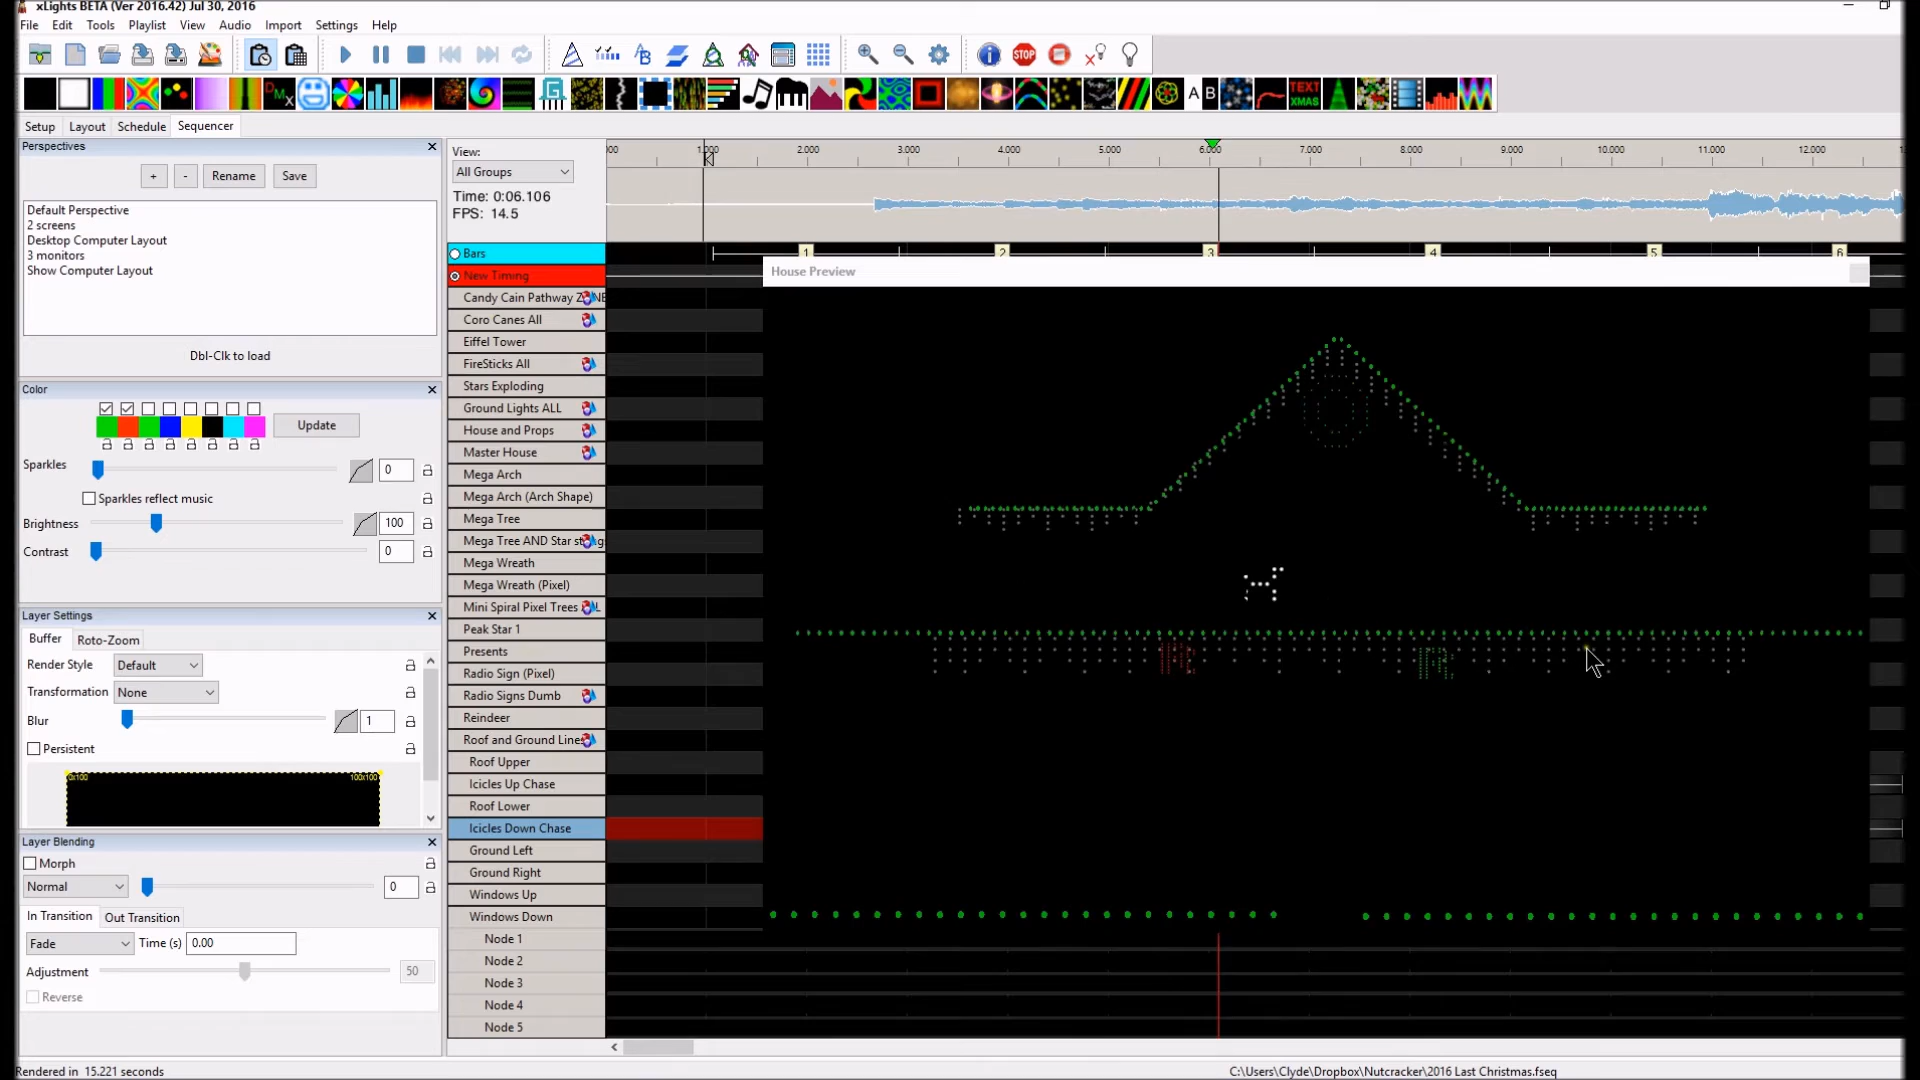 xLights BETA (Ver 2016.42) Jul 30, 2016
File Edit Tools Playlist View Audio Import Settings Help
Setup Layout Schedule Sequencer
Perspectives
+ - Rename Save
Default Perspective
2 screens
Desktop Computer Layout
3 monitors
Show Computer Layout
Dbl-Clk to load
Color
Update
Sparkles 0
Sparkles reflect music
Brightness 100
Contrast 0
Layer Settings
Buffer Roto-Zoom
Render Style Default
Transformation None
Blur 1
Persistent
100x100
Layer Blending
Morph
Normal 0
In Transition Out Transition
Fade Time (s) 0.00
Adjustment 50
Reverse
View:
All Groups
Time: 0:06.106
FPS: 14.5
2.000 3.000 4.000 5.000 6.000 7.000 8.000 9.000 10.000 11.000 12.000
1 2 3 4 5 6
House Preview
Bars
New Timing
Candy Cain Pathway
Coro Canes All
Eiffel Tower
FireSticks All
Stars Exploding
Ground Lights ALL
House and Props
Master House
Mega Arch
Mega Arch (Arch Shape)
Mega Tree
Mega Tree AND Star
Mega Wreath
Mega Wreath (Pixel)
Mini Spiral Pixel Trees
Peak Star 1
Presents
Radio Sign (Pixel)
Radio Signs Dumb
Reindeer
Roof and Ground Lines
Roof Upper
Icicles Up Chase
Roof Lower
Icicles Down Chase
Ground Left
Ground Right
Windows Up
Windows Down
Node 1
Node 2
Node 3
Node 4
Node 5
Rendered in 15.221 seconds
C:\Users\Clyde\Dropbox\Nutcracker\2016 Last Christmas.fseq